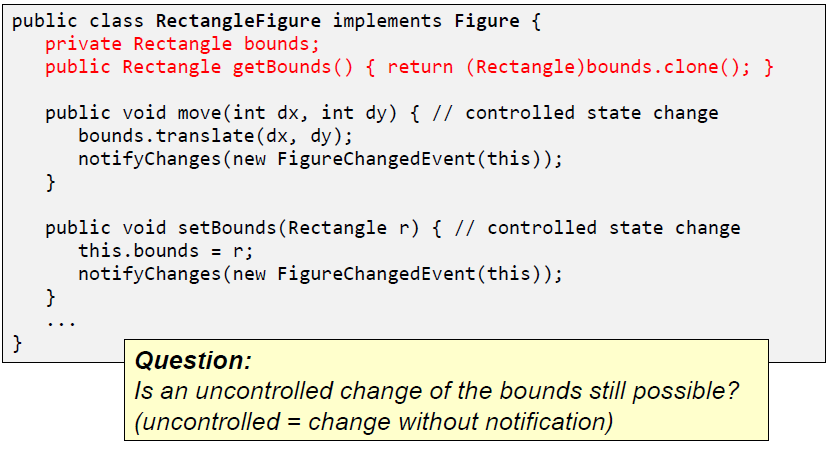 public class RectangleFigure implements Figure {
private Rectangle bounds;
public Rectangle getBounds() { return (Rectangle)bounds.clone(); }
public void move(int dx, int dy) { // controlled state change
bounds.translate(dx, dy);
notifyChanges(new FigureChangedEvent(this));
}
public void setBounds(Rectangle r) { // controlled state change
this.bounds = r;
notifyChanges(new FigureChangedEvent(this));
}
...
}
Question:
Is an uncontrolled change of the bounds still possible?
(uncontrolled = change without notification)